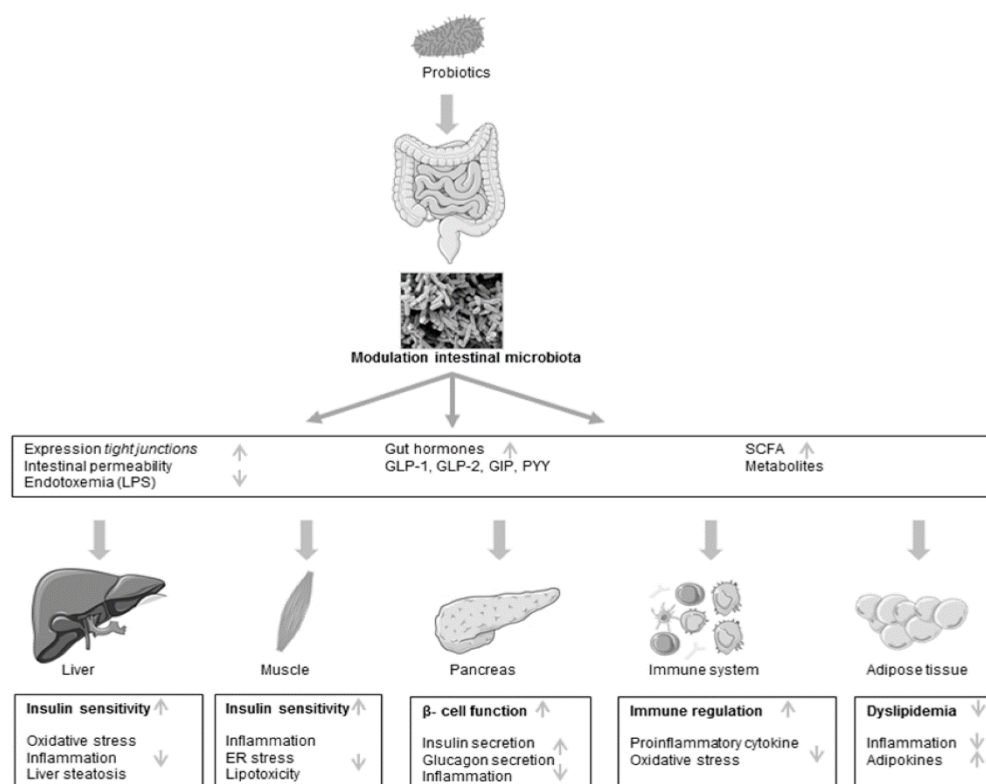 Probiotics
Modulation intestinal microbiota
Expression tight junctions ↑
Intestinal permeability
Endotoxemia (LPS) ↓
Gut hormones ↑
GLP-1, GLP-2, GIP, PYY
SCFA ↑
Metabolites
Liver
Muscle
Pancreas
Immune system
Adipose tissue
Insulin sensitivity ↑
Oxidative stress
Inflammation ↓
Liver steatosis
Insulin sensitivity ↑
Inflammation
ER stress ↓
Lipotoxicity
β- cell function ↑
Insulin secretion ↑
Glucagon secretion
Inflammation ↓
Immune regulation ↑
Proinflammatory cytokine
Oxidative stress ↓
Dyslipidemia ↓
Inflammation ↓
Adipokines ↑